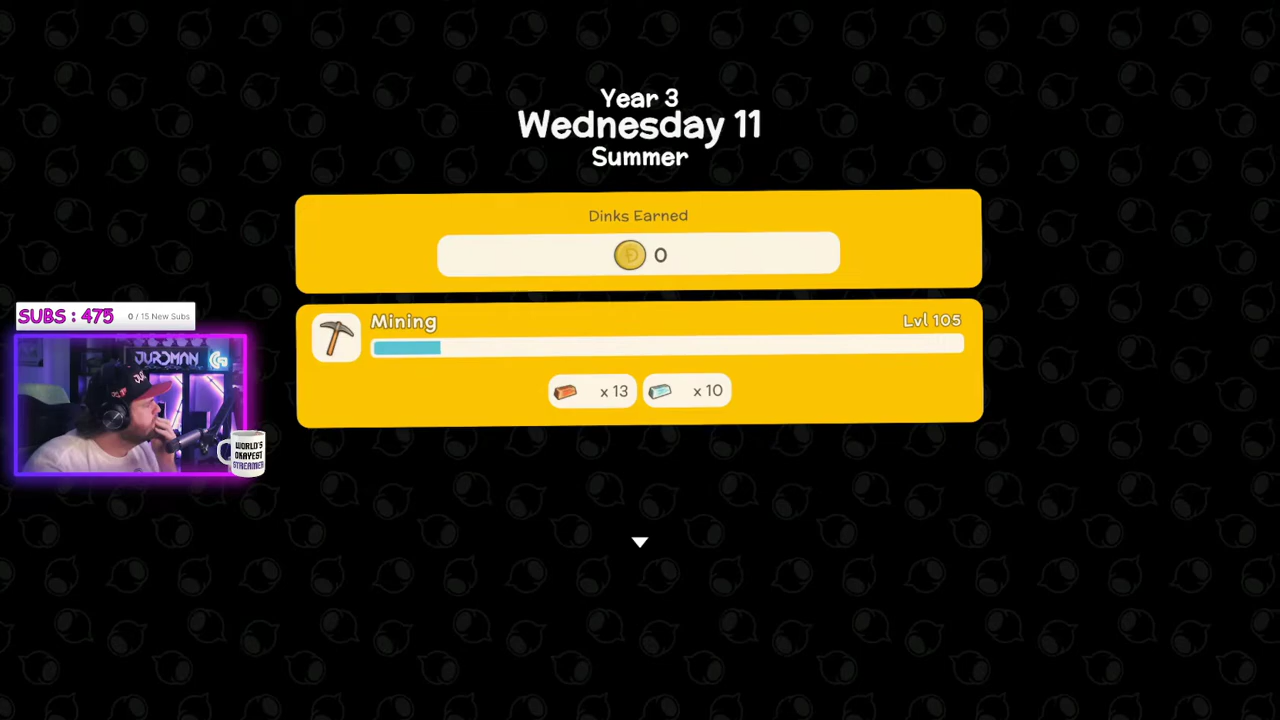 Year 3
Wednesday 11
Summer
Dinks Earned
0
Mining
Lvl 105
x 13
x 10
SUBS : 475
0 / 15 New Subs
JURDMAN
WORLD'S
OKAYEST
STREAMER